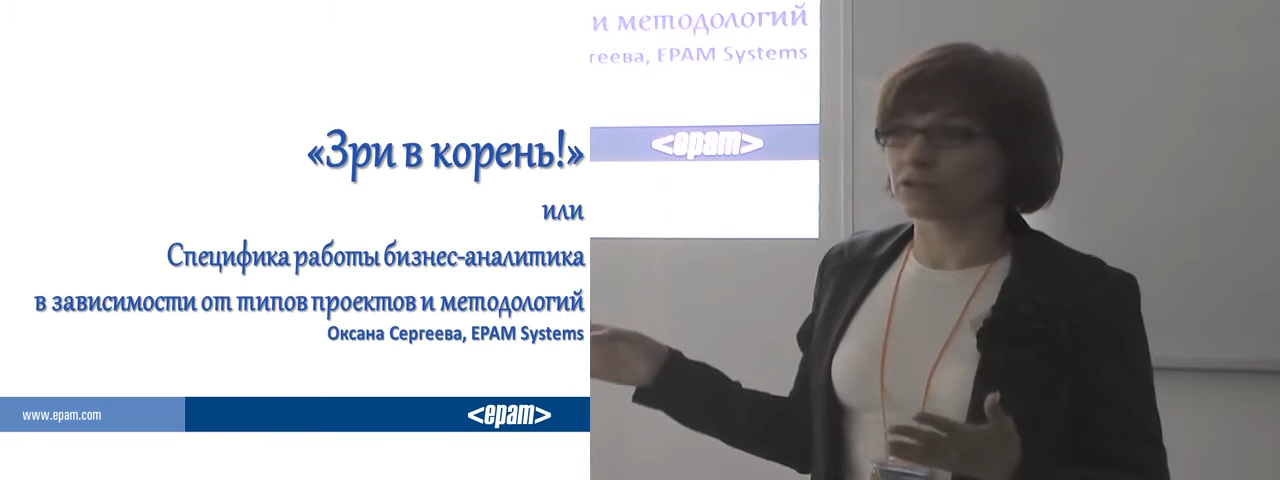 «Зри в корень!»
или
Специфика работы бизнес-аналитика
в зависимости от типов проектов и методологий
Оксана Сергеева, EPAM Systems
www.epam.com
<epam>
и методологий
ргеева, EPAM Systems
<epam>